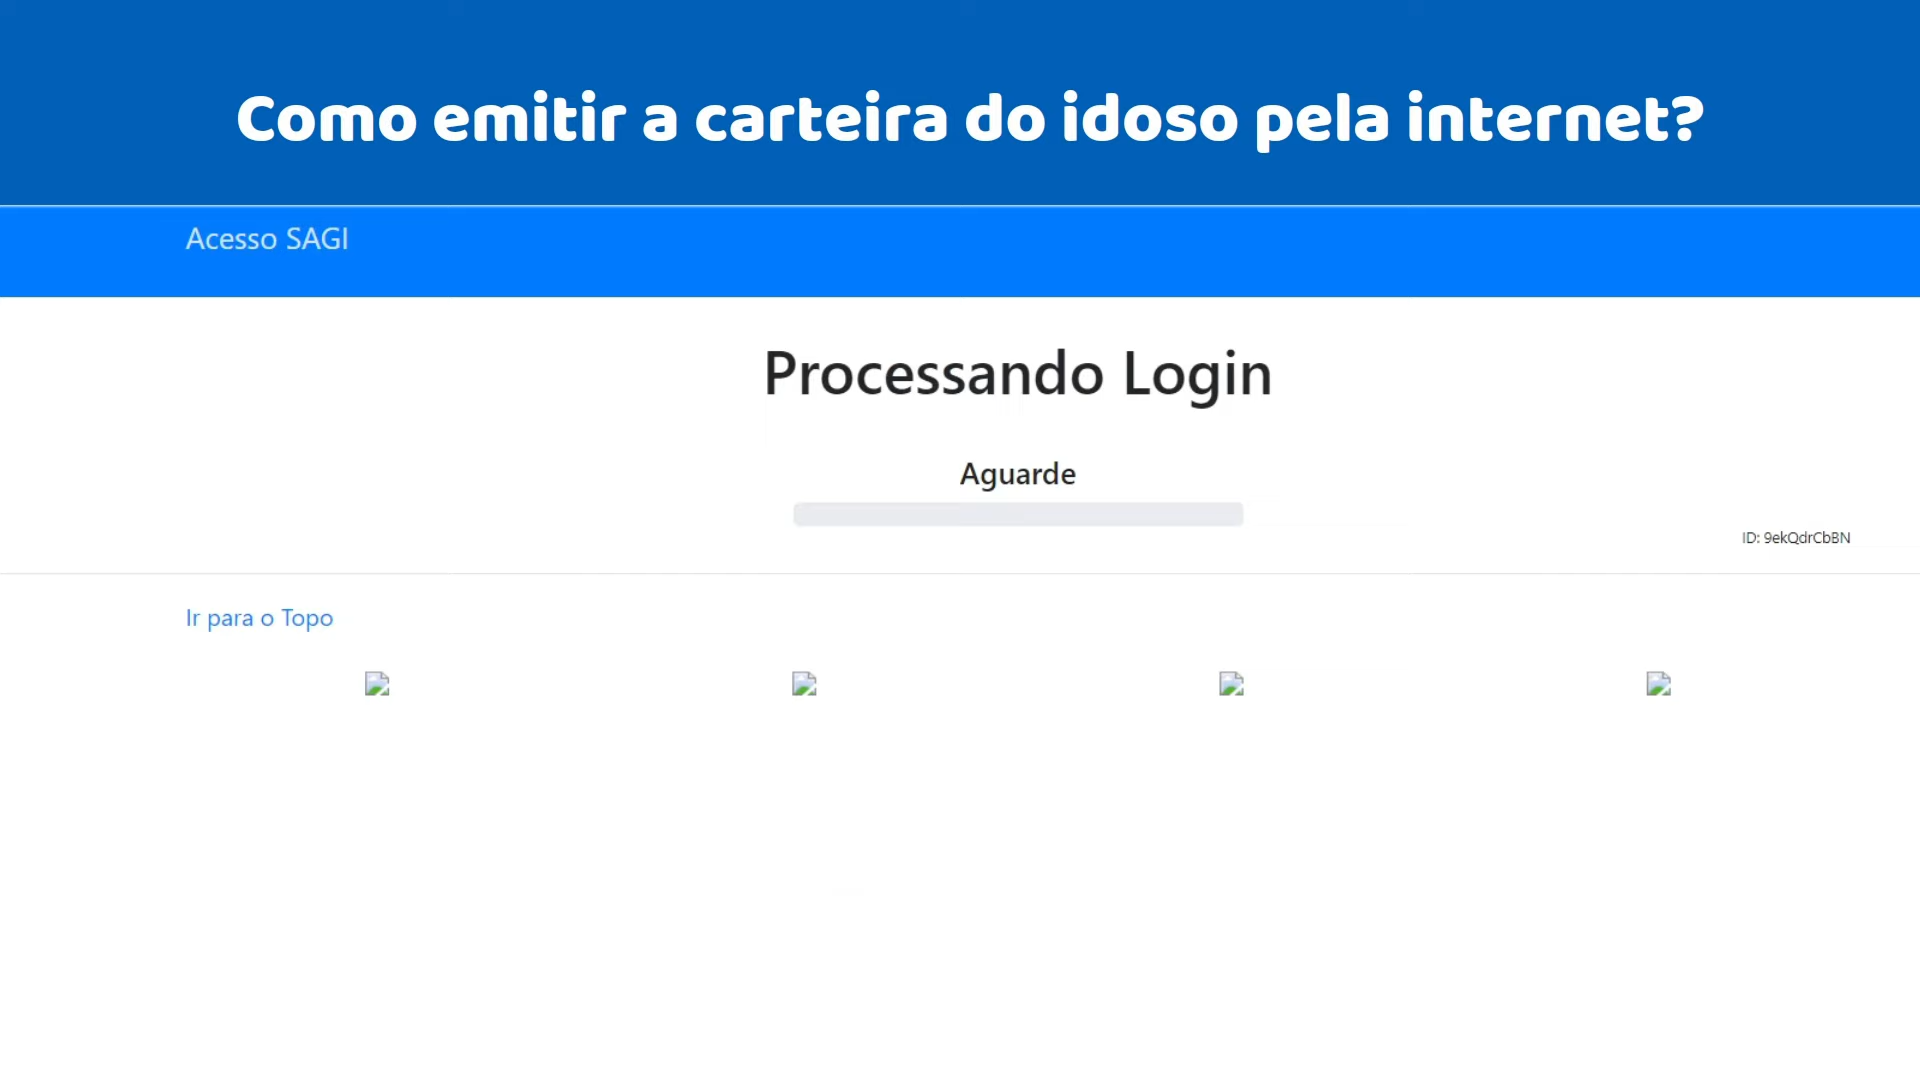 Como emitir a carteira do idoso pela internet?
Acesso SAGI
Processando Login
Aguarde
ID: 9ekQdrCbBN
Ir para o Topo